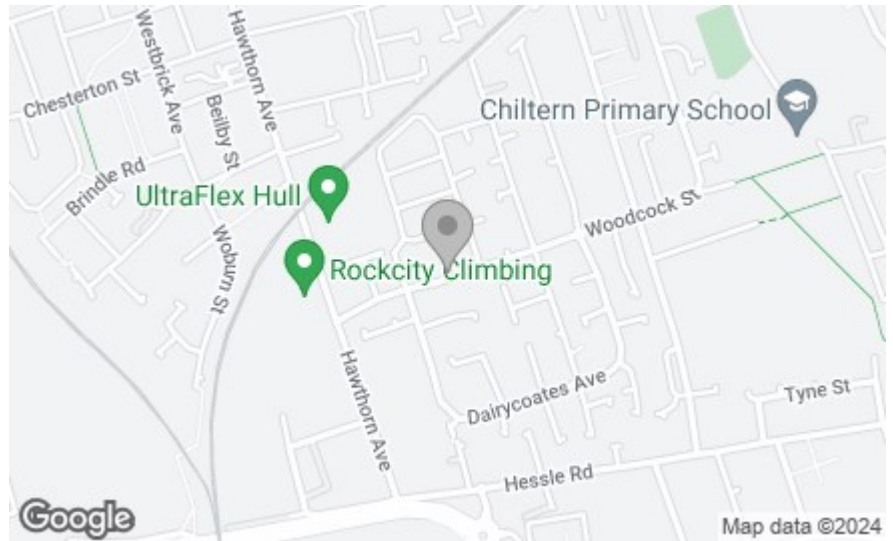 Hawthorn Ave
Westbrick Ave
Chesterton St
Beilby St
Chiltern Primary School
Brindle Rd
UltraFlex Hull
Woodcock St
Woburn St
Rockcity Climbing
Hawthorn Ave
Dairycoates Ave
Tyne St
Hessle Rd
Google
Map data ©2024